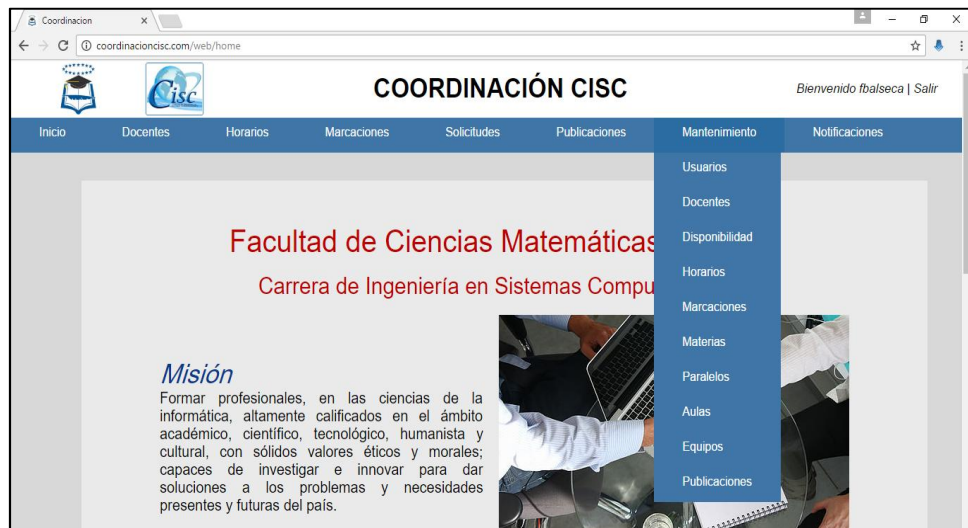 Coordinacion
coordinacioncisc.com/web/home
Cisc
COORDINACIÓN CISC
Bienvenido fbalseca | Salir
Inicio Docentes Horarios Marcaciones Solicitudes Publicaciones Mantenimiento Notificaciones
Usuarios
Docentes
Disponibilidad
Horarios
Marcaciones
Materias
Paralelos
Aulas
Equipos
Publicaciones
Facultad de Ciencias Matemáticas
Carrera de Ingeniería en Sistemas Compu
Misión
Formar profesionales, en las ciencias de la
informática, altamente calificados en el ámbito
académico, científico, tecnológico, humanista y
cultural, con sólidos valores éticos y morales;
capaces de investigar e innovar para dar
soluciones a los problemas y necesidades
presentes y futuras del país.